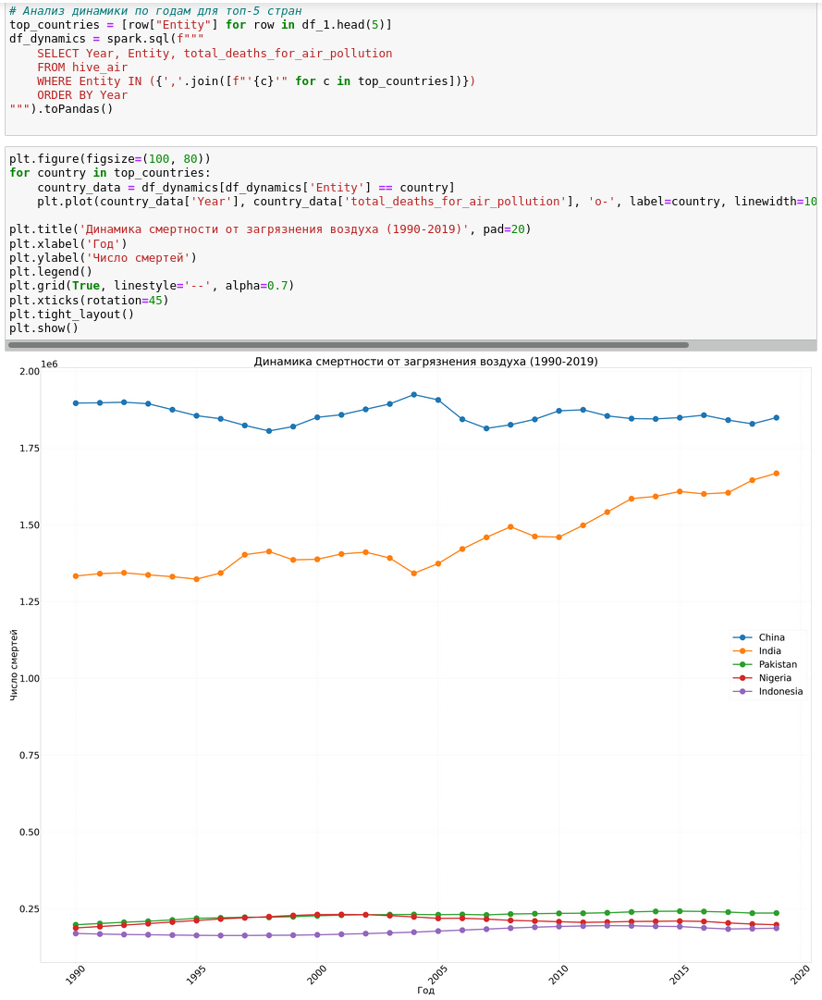 # Анализ динамики по годам для топ-5 стран
top_countries = [row["Entity"] for row in df_1.head(5)]
df_dynamics = spark.sql(f"""
    SELECT Year, Entity, total_deaths_for_air_pollution
    FROM hive_air
    WHERE Entity IN ({','.join([f"'{c}'" for c in top_countries])})
    ORDER BY Year
""").toPandas()
plt.figure(figsize=(100, 80))
for country in top_countries:
    country_data = df_dynamics[df_dynamics['Entity'] == country]
    plt.plot(country_data['Year'], country_data['total_deaths_for_air_pollution'], 'o-', label=country, linewidth=10
plt.title('Динамика смертности от загрязнения воздуха (1990-2019)', pad=20)
plt.xlabel('Год')
plt.ylabel('Число смертей')
plt.legend()
plt.grid(True, linestyle='--', alpha=0.7)
plt.xticks(rotation=45)
plt.tight_layout()
plt.show()
Динамика смертности от загрязнения воздуха (1990-2019)
1e6
2.00
1.75
1.50
1.25
1.00
0.75
0.50
0.25
Число смертей
China
India
Pakistan
Nigeria
Indonesia
1990
1995
2000
2005
2010
2015
2020
Год